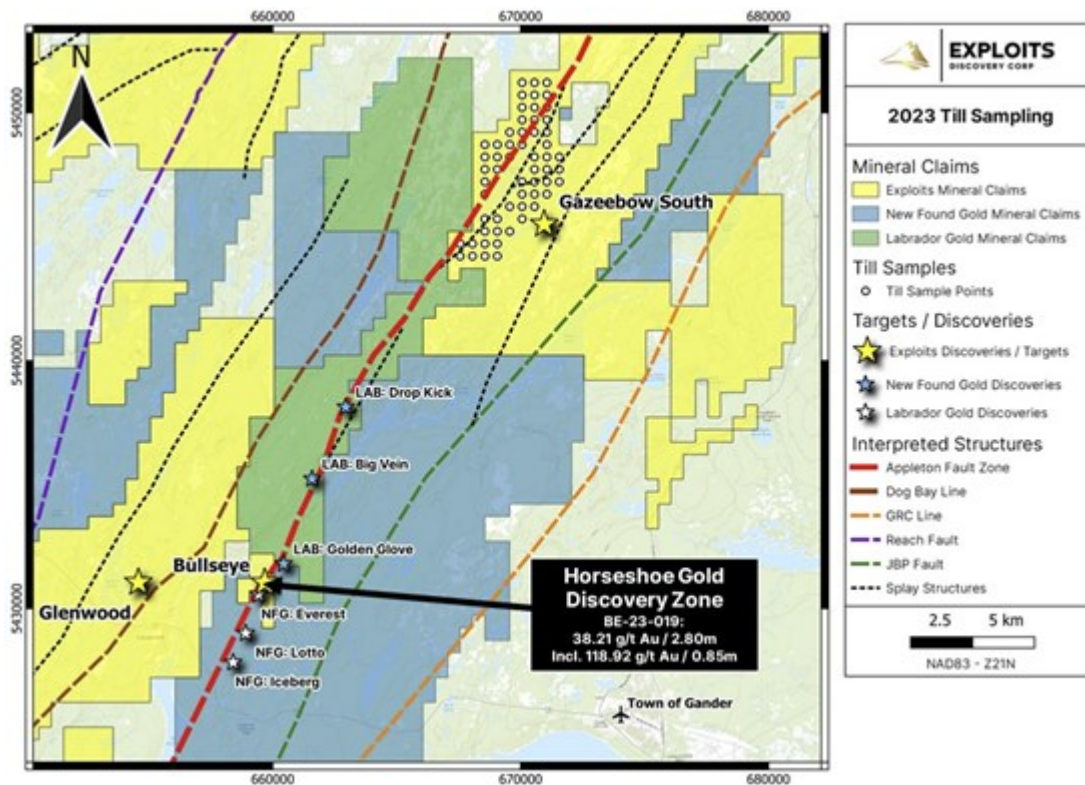 660000
670000
680000
N
5450000
5440000
5430000
Gazeebow South
LAB: Drop Kick
LAB: Big Vein
LAB: Golden Glove
Bullseye
Glenwood
NFG: Everest
NFG: Lotto
NFG: Iceberg
Horseshoe Gold
Discovery Zone
BE-23-019:
38.21 g/t Au / 2.80m
Incl. 118.92 g/t Au / 0.85m
Town of Gander
660000
670000
680000
EXPLOITS
DISCOVERY CORP
2023 Till Sampling
Mineral Claims
Exploits Mineral Claims
New Found Gold Mineral Claims
Labrador Gold Mineral Claims
Till Samples
Till Sample Points
Targets / Discoveries
Exploits Discoveries / Targets
New Found Gold Discoveries
Labrador Gold Discoveries
Interpreted Structures
Appleton Fault Zone
Dog Bay Line
GRC Line
Reach Fault
JBP Fault
Splay Structures
2.5 5 km
NAD83 - Z21N